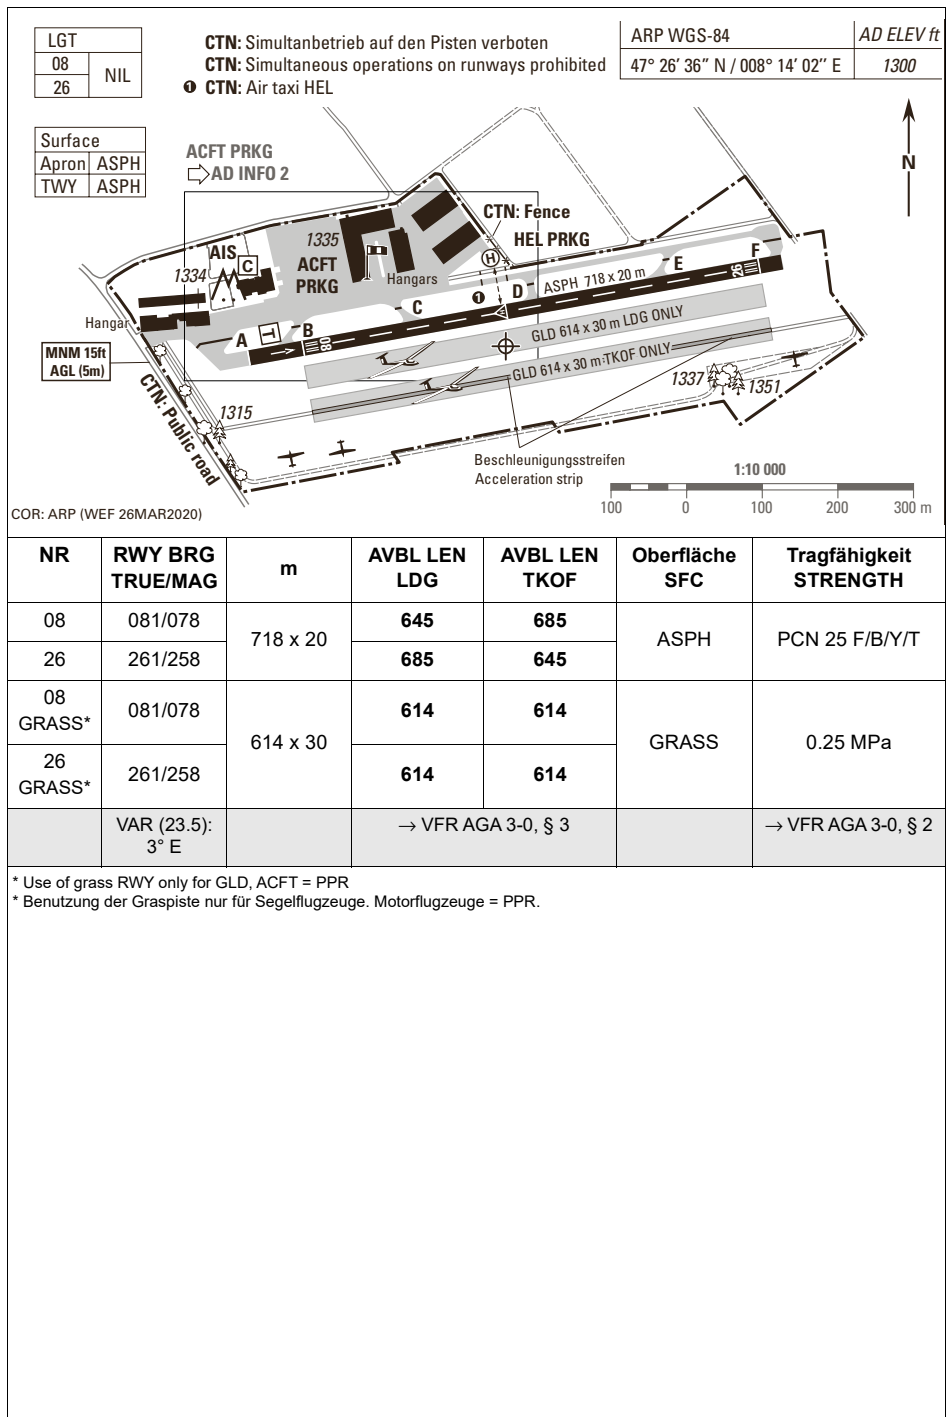 LGT
08
26
NIL
CTN: Simultanbetrieb auf den Pisten verboten
CTN: Simultaneous operations on runways prohibited
❶ CTN: Air taxi HEL
ARP WGS-84
AD ELEV ft
47° 26′ 36″ N / 008° 14′ 02″ E
1300
Surface
Apron ASPH
TWY ASPH
ACFT PRKG
AD INFO 2
N
CTN: Fence
HEL PRKG
1335
AIS
C
1334
ACFT
PRKG
Hangars
H
❶
A
T
B
C
D
E
F
ASPH 718 x 20 m
08
26
Hangar
GLD 614 x 30 m LDG ONLY
GLD 614 x 30 m TKOF ONLY
MNM 15ft
AGL (5m)
CTN: Public road
1315
1337
1351
Beschleunigungsstreifen
Acceleration strip
1:10 000
100 0 100 200 300 m
COR: ARP (WEF 26MAR2020)
NR
RWY BRG
TRUE/MAG
m
AVBL LEN
LDG
AVBL LEN
TKOF
Oberfläche
SFC
Tragfähigkeit
STRENGTH
08
081/078
718 x 20
645
685
ASPH
PCN 25 F/B/Y/T
26
261/258
685
645
08
GRASS*
081/078
614 x 30
614
614
GRASS
0.25 MPa
26
GRASS*
261/258
614
614
VAR (23.5):
3° E
→ VFR AGA 3-0, § 3
→ VFR AGA 3-0, § 2
* Use of grass RWY only for GLD, ACFT = PPR
* Benutzung der Graspiste nur für Segelflugzeuge. Motorflugzeuge = PPR.